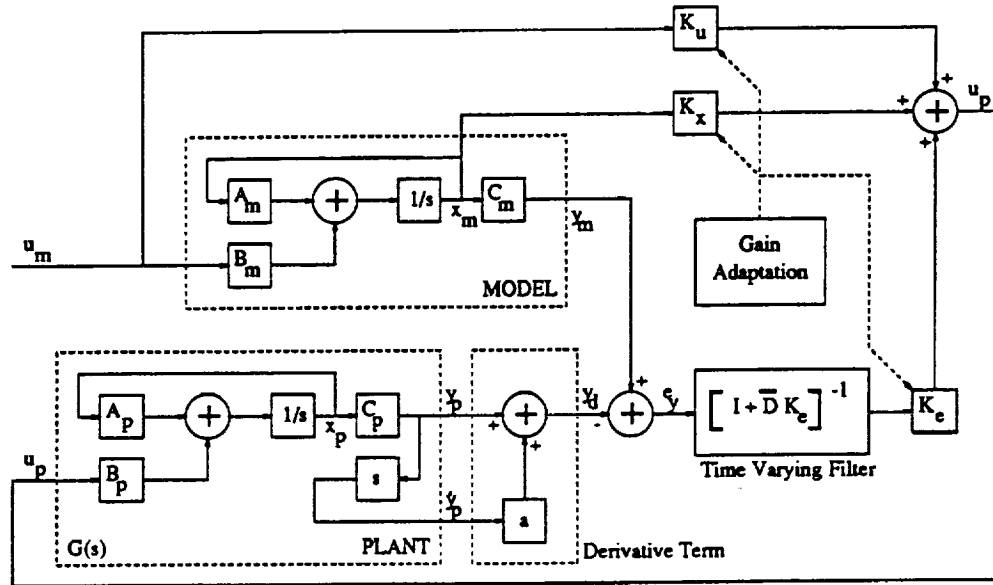 K_u
+
u_p
+
K_x
+
A_m
+
1/s
x_m
C_m
y_m
u_m
B_m
MODEL
Gain
Adaptation
A_p
+
1/s
x_p
C_p
y_p
+
+
+
y_d
-
+
+
e_y
[ I + D̅ K_e ]^-1
K_e
Time Varying Filter
u_p
B_p
s
ẏ_p
a
G(s)
PLANT
Derivative Term